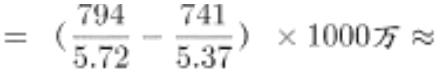 = (794/5.72 − 741/5.37) ×1000万 ≈